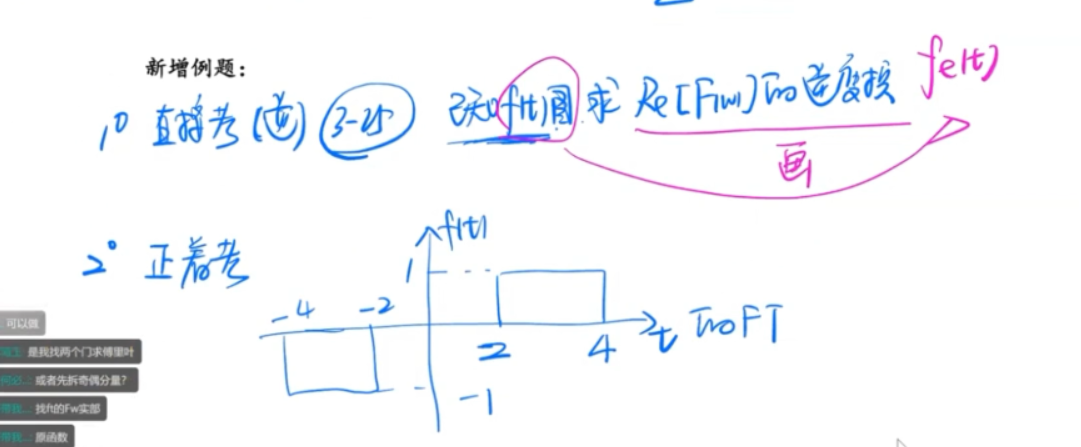 新增例题：
1° 直接考(逆) 3-25 已知f(t)图求 Re[F(w)]的逆变换 fe(t)
画
2° 正着考
f(t)
1
-4 -2
2 4 t 的FT
-1
可以做
是我找两个门求傅里叶
或者先拆奇偶分量?
找ft的Fw实部
原函数